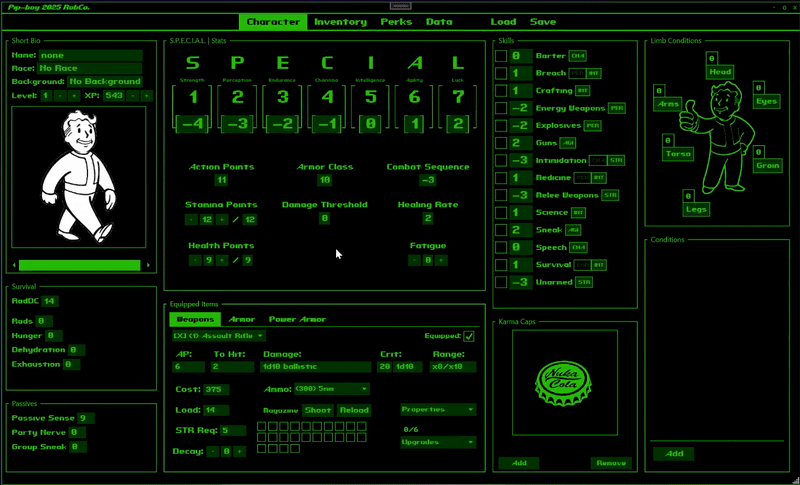 Pip-boy 2025 RobCo.
Character Inventory Perks Data Load Save
Short Bio
Name: none
Race: No Race
Background: No Background
Level: 1 - + XP: 543 - +
Survival
RadDC 14
Rads 0
Hunger 0
Dehydration 0
Exhaustion 0
Passives
Passive Sense 9
Party Nerve 0
Group Sneak 0
S.P.E.C.I.A.L. | Stats
S P E C I A L
Strength Perception Endurance Charisma Intelligence Agility Luck
1 2 3 4 5 6 7
-4 -3 -2 -1 0 1 2
Action Points Armor Class Combat Sequence
11 10 -3
Stamina Points Damage Threshold Healing Rate
- 12 + / 12 0 2
Health Points Fatigue
- 9 + / 9 - 0 +
Equipped Items
Weapons Armor Power Armor
Assault Rifle Equipped:
AP: To Hit: Damage: Crit: Range:
6 2 1d10 ballistic 20 1d10 x8/x10
Cost: 375 Ammo: (300) 5mm
Load: 14 Magazine Shoot Reload Properties
STR Req: 5 0/6
Upgrades
Decay: - 0 +
Skills
0 Barter CHA
1 Breach PER INT
1 Crafting INT
-2 Energy Weapons PER
-2 Explosives PER
2 Guns AGI
-3 Intimidation CHA STR
1 Medicine PER INT
-3 Melee Weapons STR
1 Science INT
2 Sneak AGI
0 Speech CHA
1 Survival END INT
-3 Unarmed STR
Karma Caps
Nuka
Cola
Add Remove
Limb Conditions
0
Head
0
Eyes
0
Arms
0
Torso
0
Groin
0
Legs
Conditions
Add